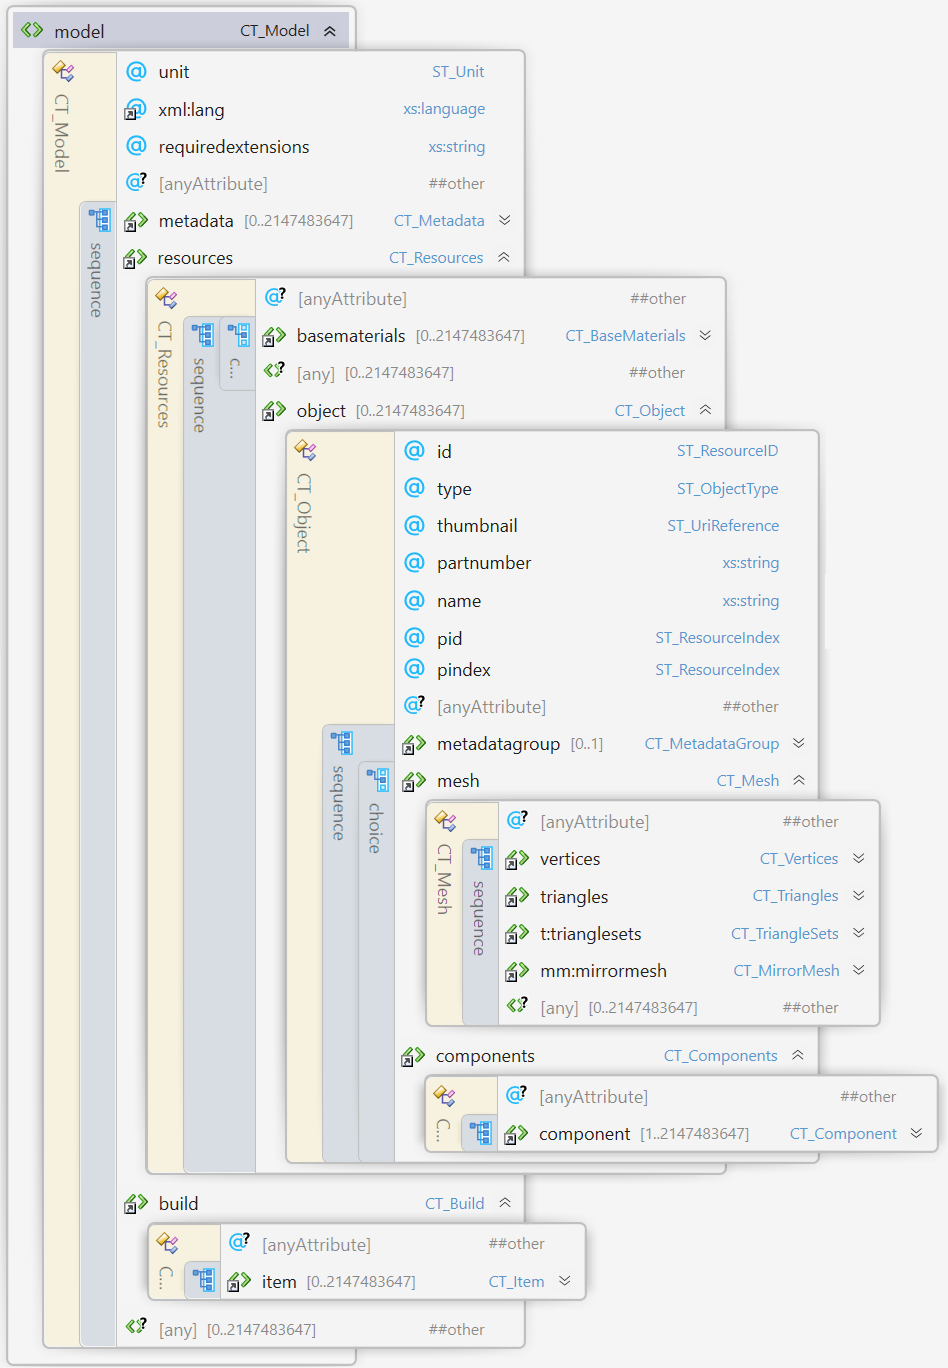 model CT_Model
CT_Model
unit ST_Unit
xml:lang xs:language
requiredextensions xs:string
[anyAttribute] ##other
sequence
metadata [0..2147483647] CT_Metadata
resources CT_Resources
CT_Resources
[anyAttribute] ##other
sequence
c...
basematerials [0..2147483647] CT_BaseMaterials
[any] [0..2147483647] ##other
object [0..2147483647] CT_Object
CT_Object
id ST_ResourceID
type ST_ObjectType
thumbnail ST_UriReference
partnumber xs:string
name xs:string
pid ST_ResourceIndex
pindex ST_ResourceIndex
[anyAttribute] ##other
sequence
metadatagroup [0..1] CT_MetadataGroup
choice
mesh CT_Mesh
CT_Mesh
[anyAttribute] ##other
sequence
vertices CT_Vertices
triangles CT_Triangles
t:trianglesets CT_TriangleSets
mm:mirrormesh CT_MirrorMesh
[any] [0..2147483647] ##other
components CT_Components
C...
[anyAttribute] ##other
component [1..2147483647] CT_Component
build CT_Build
C...
[anyAttribute] ##other
item [0..2147483647] CT_Item
[any] [0..2147483647] ##other